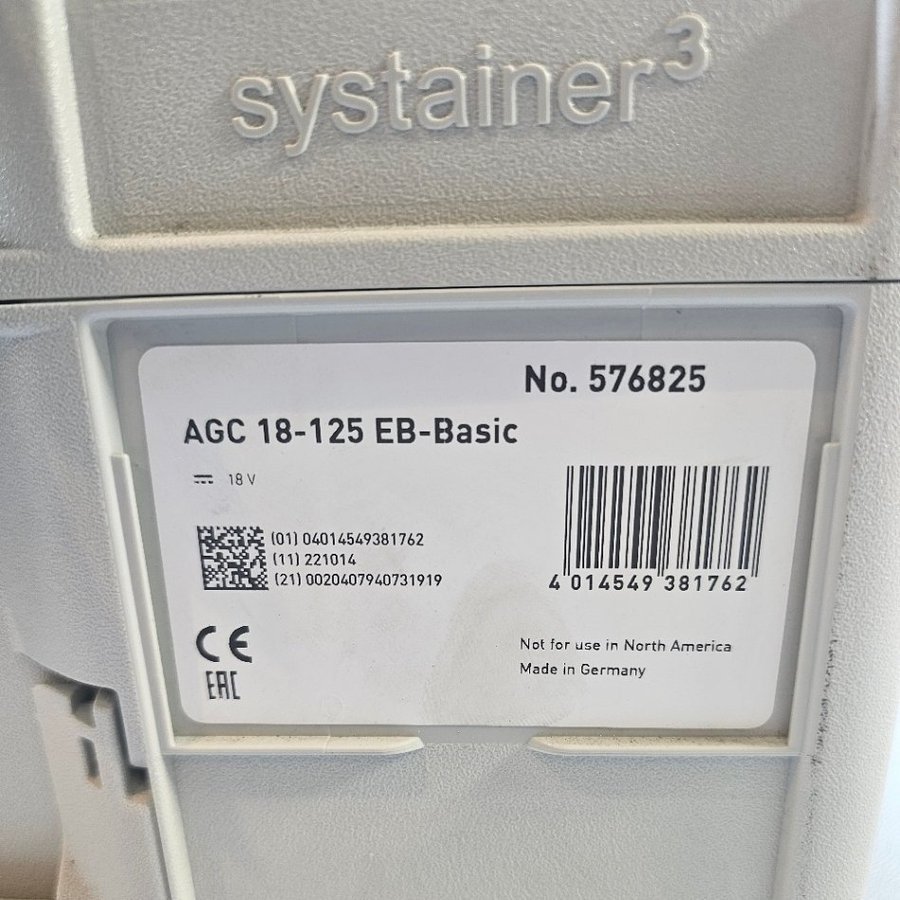 systainer³
No. 576825
AGC 18-125 EB-Basic
18 V
(01) 04014549381762
(11) 221014
(21) 0020407940731919
4 014549 381762
CE
EAC
Not for use in North America
Made in Germany